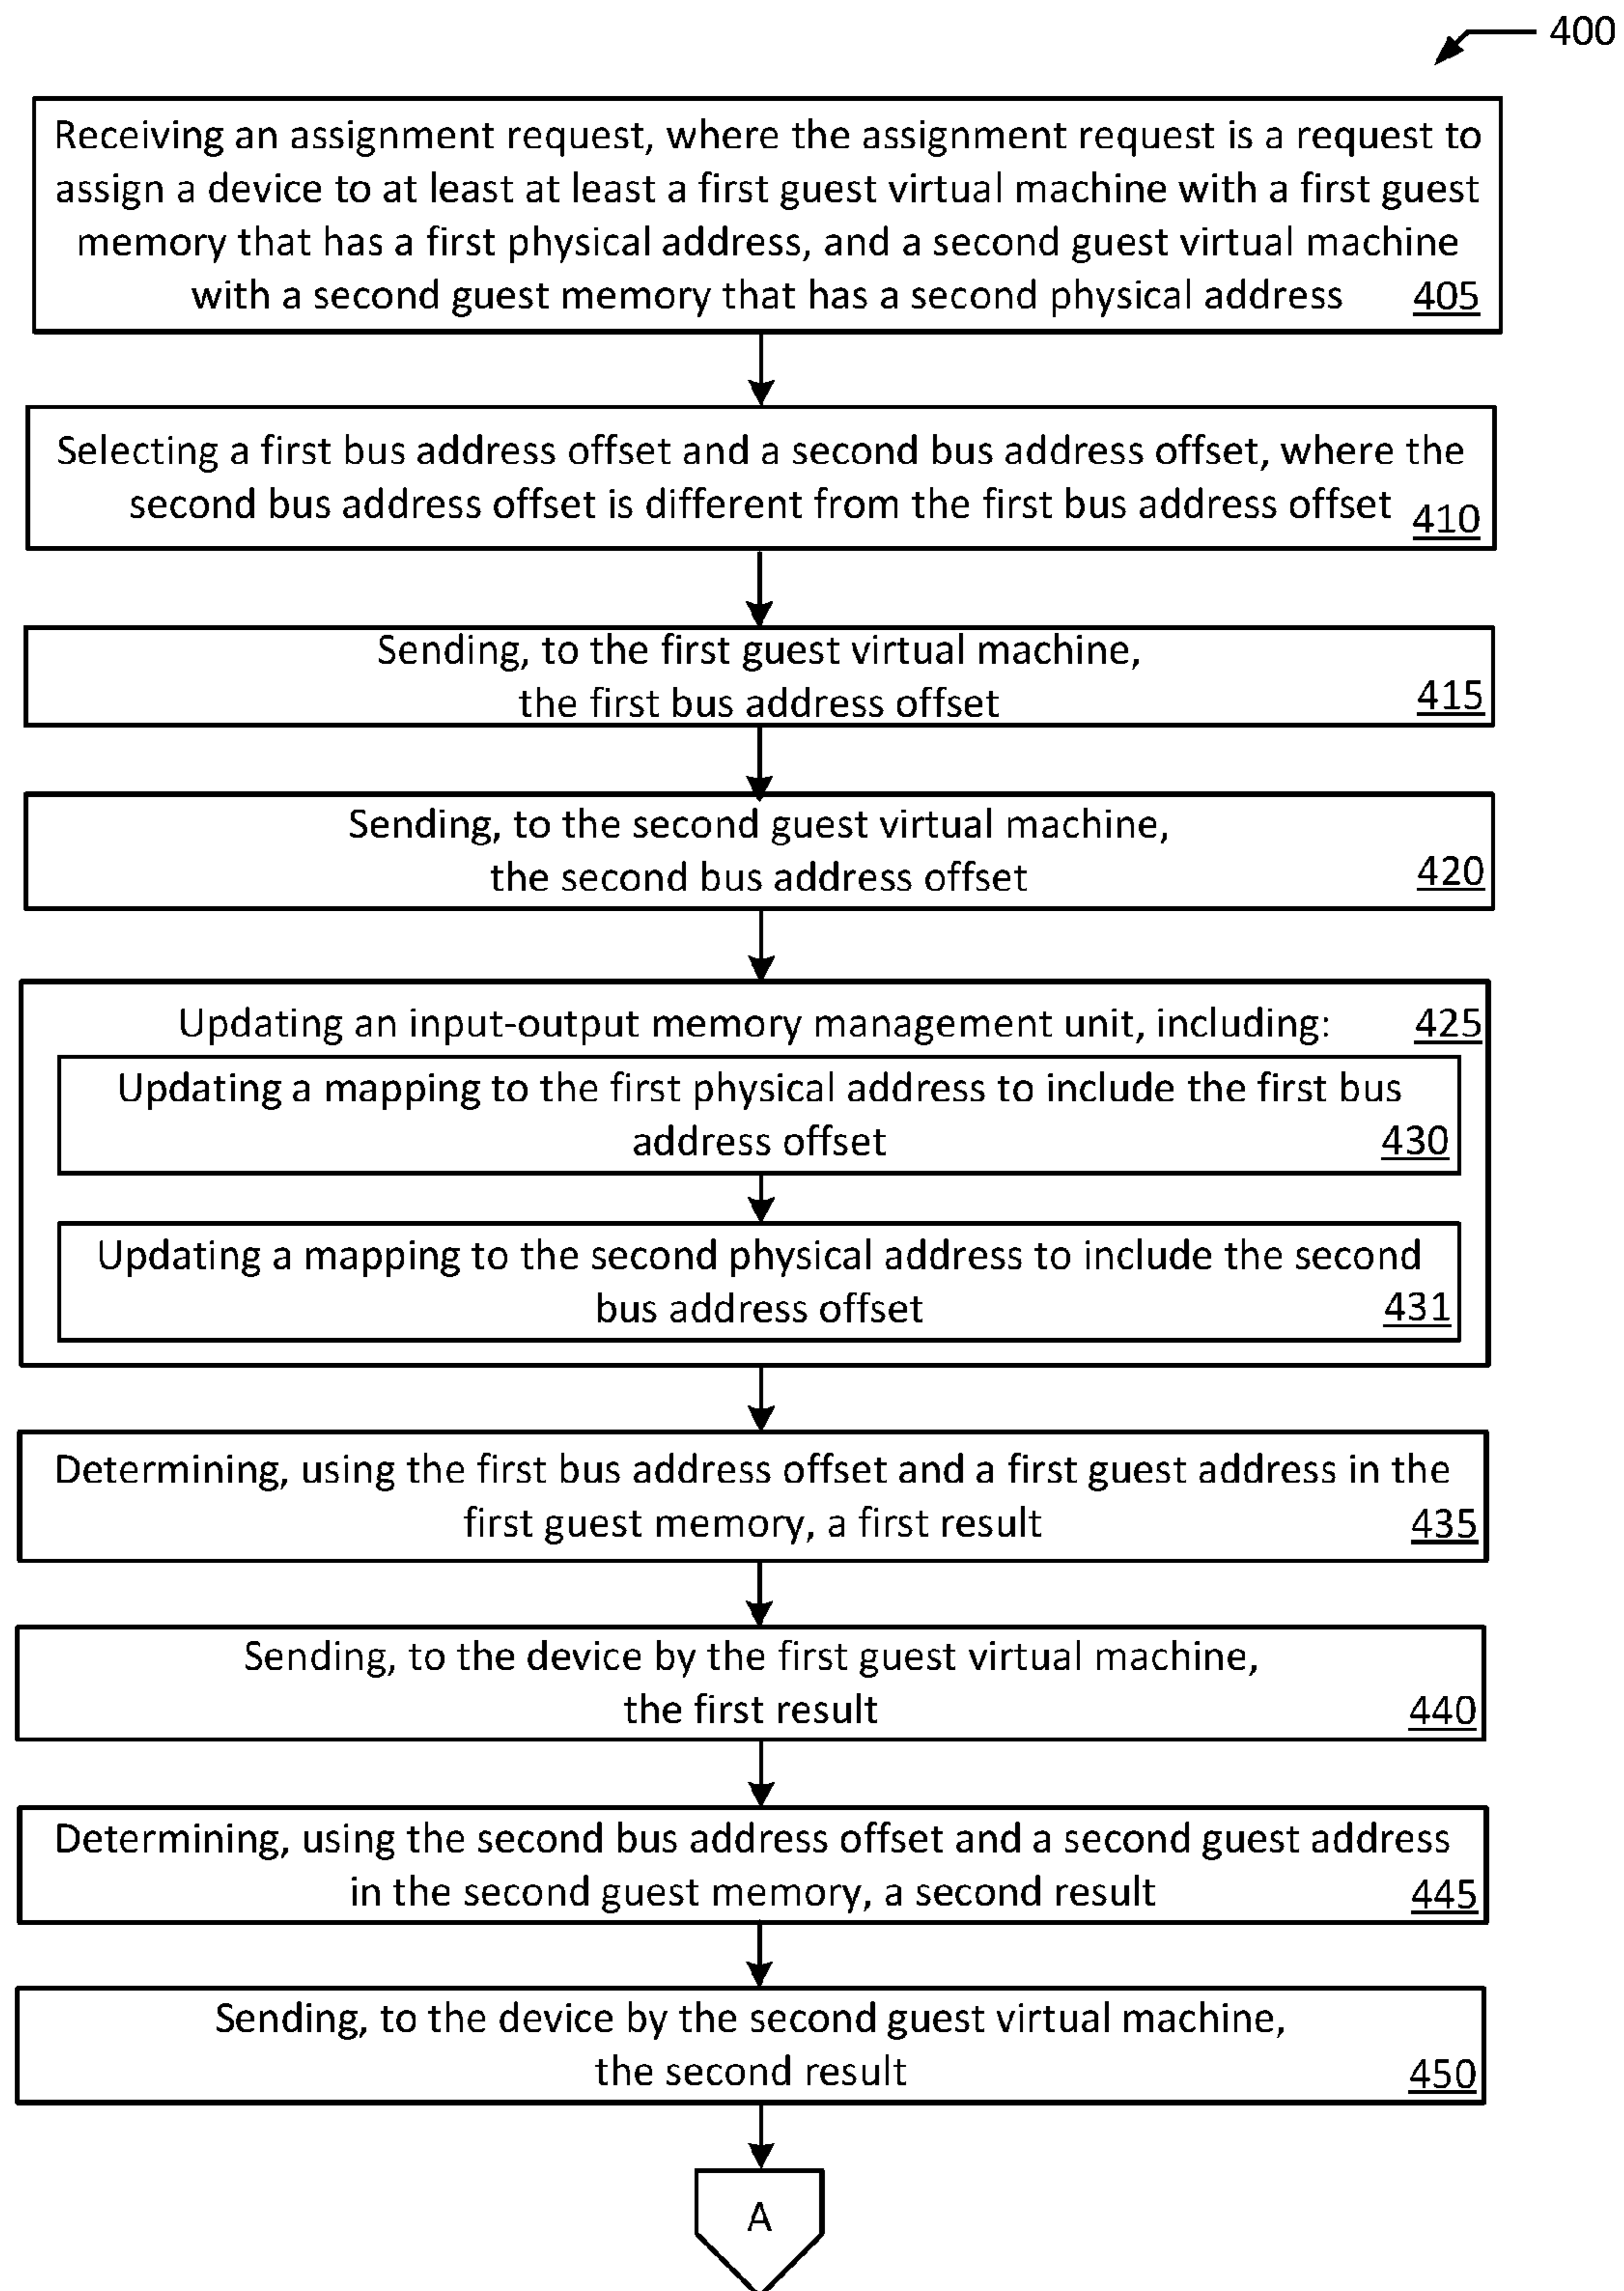 400
Receiving an assignment request, where the assignment request is a request to
assign a device to at least at least a first guest virtual machine with a first guest
memory that has a first physical address, and a second guest virtual machine
with a second guest memory that has a second physical address 405
Selecting a first bus address offset and a second bus address offset, where the
second bus address offset is different from the first bus address offset 410
Sending, to the first guest virtual machine,
the first bus address offset 415
Sending, to the second guest virtual machine,
the second bus address offset 420
Updating an input-output memory management unit, including: 425
Updating a mapping to the first physical address to include the first bus
address offset 430
Updating a mapping to the second physical address to include the second
bus address offset 431
Determining, using the first bus address offset and a first guest address in the
first guest memory, a first result 435
Sending, to the device by the first guest virtual machine,
the first result 440
Determining, using the second bus address offset and a second guest address
in the second guest memory, a second result 445
Sending, to the device by the second guest virtual machine,
the second result 450
A